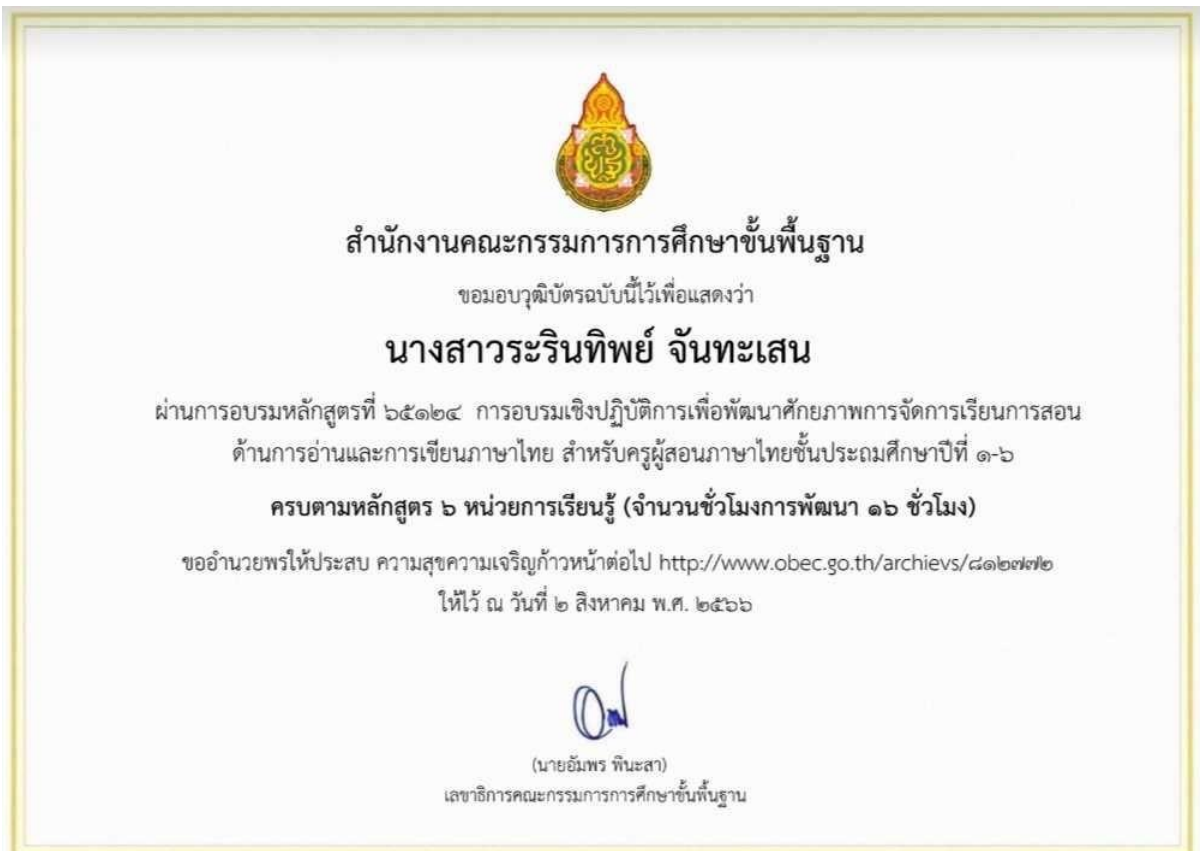 สำนักงานคณะกรรมการการศึกษาขั้นพื้นฐาน
ขอมอบวุฒิบัตรฉบับนี้ไว้เพื่อแสดงว่า
นางสาวระรินทิพย์ จันทะเสน
ผ่านการอบรมหลักสูตรที่ ๖๕๑๒๔ การอบรมเชิงปฏิบัติการเพื่อพัฒนาศักยภาพการจัดการเรียนการสอน
ด้านการอ่านและการเขียนภาษาไทย สำหรับครูผู้สอนภาษาไทยชั้นประถมศึกษาปีที่ ๑-๖
ครบตามหลักสูตร ๖ หน่วยการเรียนรู้ (จำนวนชั่วโมงการพัฒนา ๑๖ ชั่วโมง)
ขออำนวยพรให้ประสบ ความสุขความเจริญก้าวหน้าต่อไป http://www.obec.go.th/archievs/๘๑๒๗๗๒
ให้ไว้ ณ วันที่ ๒ สิงหาคม พ.ศ. ๒๕๖๖
(นายอัมพร พินะสา)
เลขาธิการคณะกรรมการการศึกษาขั้นพื้นฐาน